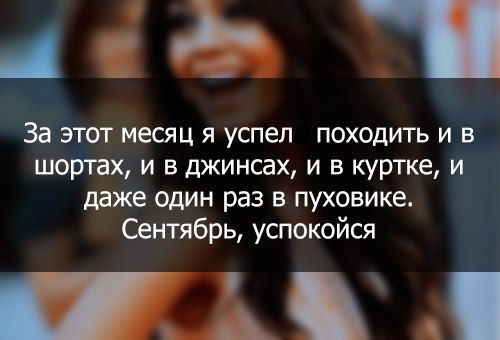 За этот месяц я успел походить и в
шортах, и в джинсах, и в куртке, и
даже один раз в пуховике.
Сентябрь, успокойся